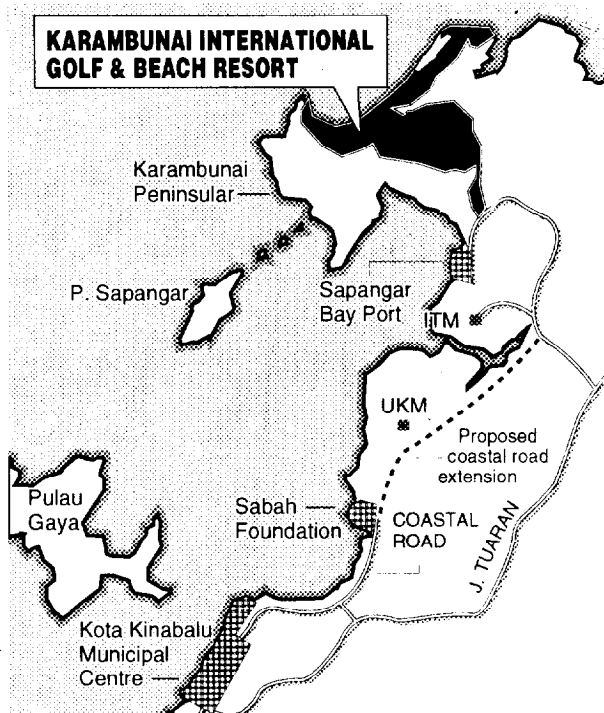 KARAMBUNAI INTERNATIONAL
GOLF & BEACH RESORT
Karambunai
Peninsular
P. Sapangar
Sapangar
Bay Port
ITM
UKM
Proposed
coastal road
extension
Pulau
Gaya
Sabah
Foundation
COASTAL
ROAD
J. TUARAN
Kota Kinabalu
Municipal
Centre